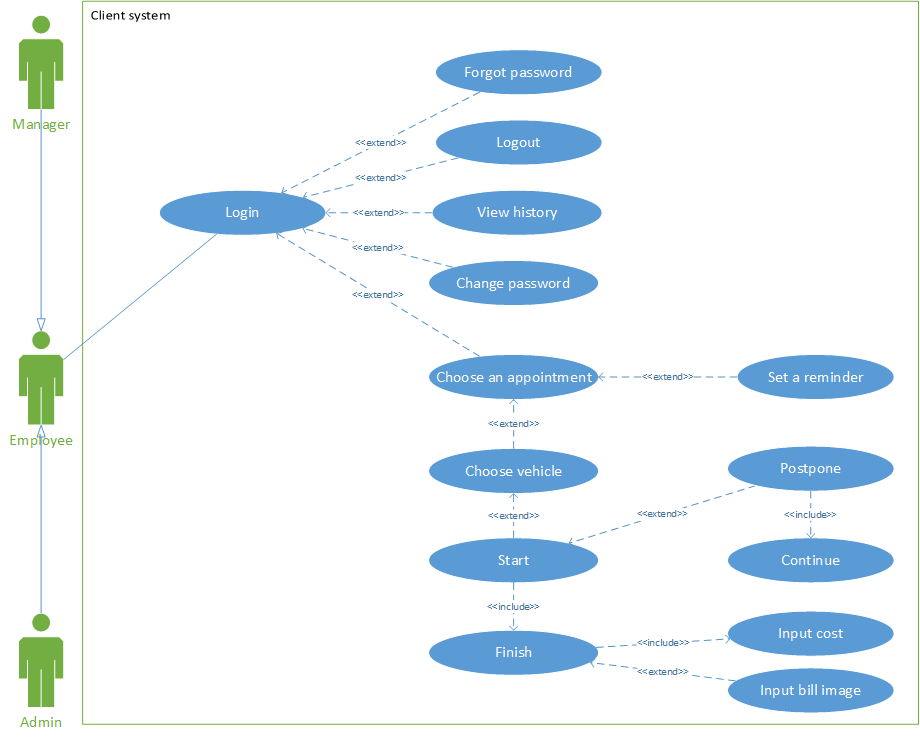 Client system
Manager
Forgot password
<<extend>>
Logout
<<extend>>
Login
<<extend>>
View history
<<extend>>
Change password
<<extend>>
Choose an appointment
<<extend>>
Set a reminder
<<extend>>
Employee
Choose vehicle
Postpone
<<extend>>
<<extend>>
<<include>>
Start
Continue
<<include>>
Input cost
<<include>>
Finish
<<extend>>
Input bill image
Admin